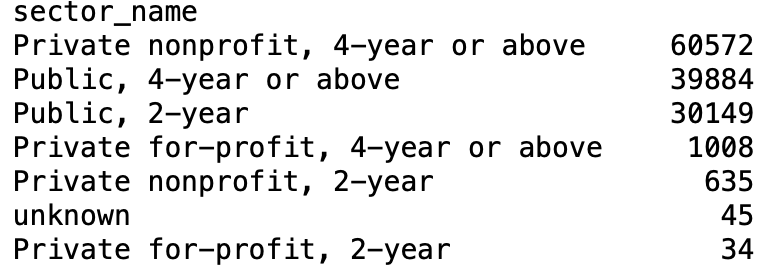 sector_name
Private nonprofit, 4-year or above 60572
Public, 4-year or above 39884
Public, 2-year 30149
Private for-profit, 4-year or above 1008
Private nonprofit, 2-year 635
unknown 45
Private for-profit, 2-year 34